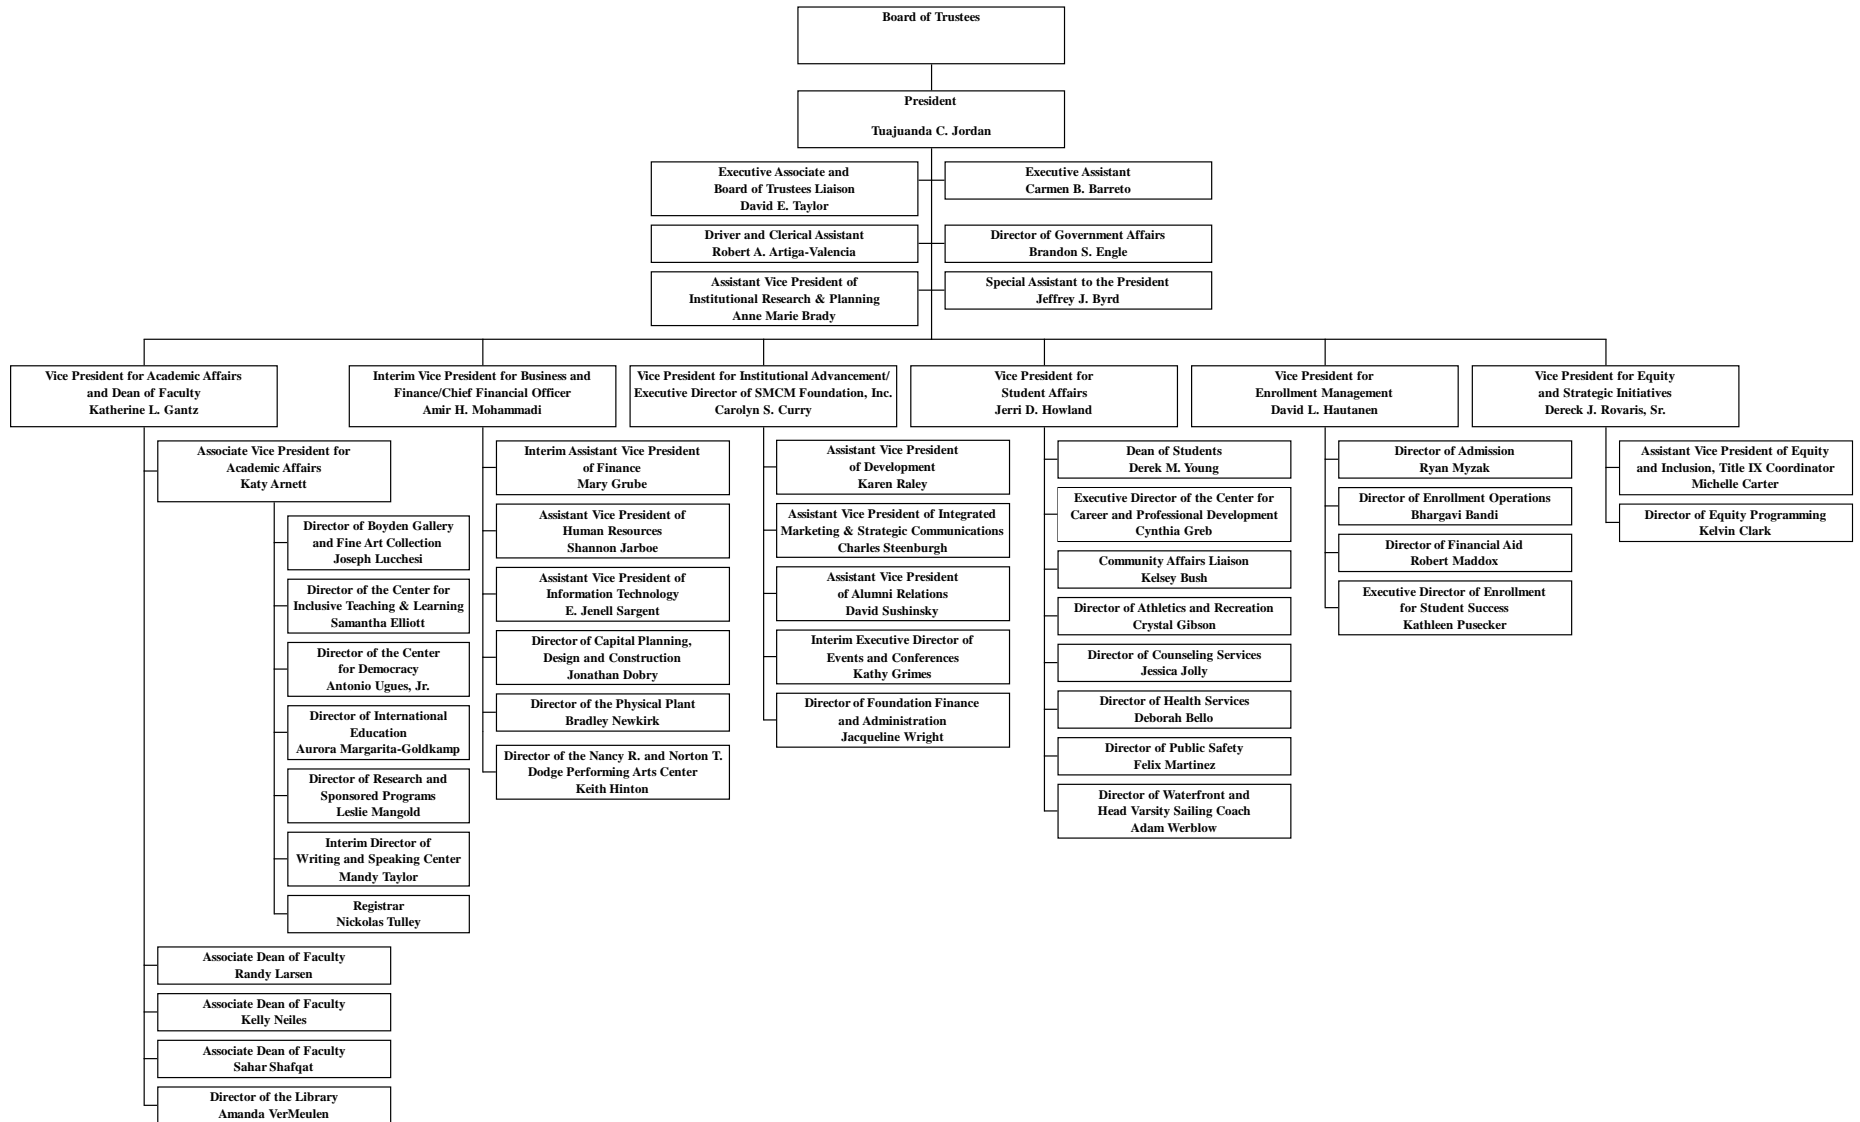 Board of Trustees
President
Tuajuanda C. Jordan
Executive Associate and
Board of Trustees Liaison
David E. Taylor
Executive Assistant
Carmen B. Barreto
Driver and Clerical Assistant
Robert A. Artiga-Valencia
Director of Government Affairs
Brandon S. Engle
Assistant Vice President of
Institutional Research & Planning
Anne Marie Brady
Special Assistant to the President
Jeffrey J. Byrd
Vice President for Academic Affairs
and Dean of Faculty
Katherine L. Gantz
Associate Vice President for
Academic Affairs
Katy Arnett
Director of Boyden Gallery
and Fine Art Collection
Joseph Lucchesi
Director of the Center for
Inclusive Teaching & Learning
Samantha Elliott
Director of the Center
for Democracy
Antonio Ugues, Jr.
Director of International
Education
Aurora Margarita-Goldkamp
Director of Research and
Sponsored Programs
Leslie Mangold
Interim Director of
Writing and Speaking Center
Mandy Taylor
Registrar
Nickolas Tulley
Associate Dean of Faculty
Randy Larsen
Associate Dean of Faculty
Kelly Neiles
Associate Dean of Faculty
Sahar Shafqat
Director of the Library
Amanda VerMeulen
Interim Vice President for Business and
Finance/Chief Financial Officer
Amir H. Mohammadi
Interim Assistant Vice President
of Finance
Mary Grube
Assistant Vice President of
Human Resources
Shannon Jarboe
Assistant Vice President of
Information Technology
E. Jenell Sargent
Director of Capital Planning,
Design and Construction
Jonathan Dobry
Director of the Physical Plant
Bradley Newkirk
Director of the Nancy R. and Norton T.
Dodge Performing Arts Center
Keith Hinton
Vice President for Institutional Advancement/
Executive Director of SMCM Foundation, Inc.
Carolyn S. Curry
Assistant Vice President
of Development
Karen Raley
Assistant Vice President of Integrated
Marketing & Strategic Communications
Charles Steenburgh
Assistant Vice President
of Alumni Relations
David Sushinsky
Interim Executive Director of
Events and Conferences
Kathy Grimes
Director of Foundation Finance
and Administration
Jacqueline Wright
Vice President for
Student Affairs
Jerri D. Howland
Dean of Students
Derek M. Young
Executive Director of the Center for
Career and Professional Development
Cynthia Greb
Community Affairs Liaison
Kelsey Bush
Director of Athletics and Recreation
Crystal Gibson
Director of Counseling Services
Jessica Jolly
Director of Health Services
Deborah Bello
Director of Public Safety
Felix Martinez
Director of Waterfront and
Head Varsity Sailing Coach
Adam Werblow
Vice President for
Enrollment Management
David L. Hautanen
Director of Admission
Ryan Myzak
Director of Enrollment Operations
Bhargavi Bandi
Director of Financial Aid
Robert Maddox
Executive Director of Enrollment
for Student Success
Kathleen Pusecker
Vice President for Equity
and Strategic Initiatives
Dereck J. Rovaris, Sr.
Assistant Vice President of Equity
and Inclusion, Title IX Coordinator
Michelle Carter
Director of Equity Programming
Kelvin Clark